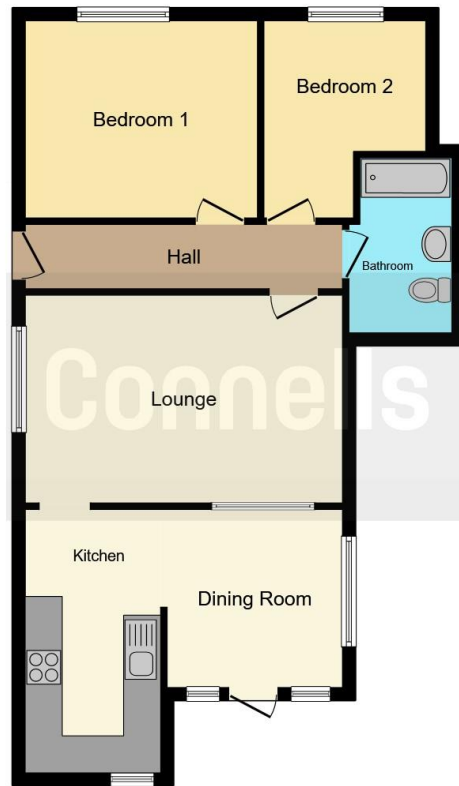 Bedroom 1
Bedroom 2
Hall
Bathroom
Connells
Lounge
Kitchen
Dining Room